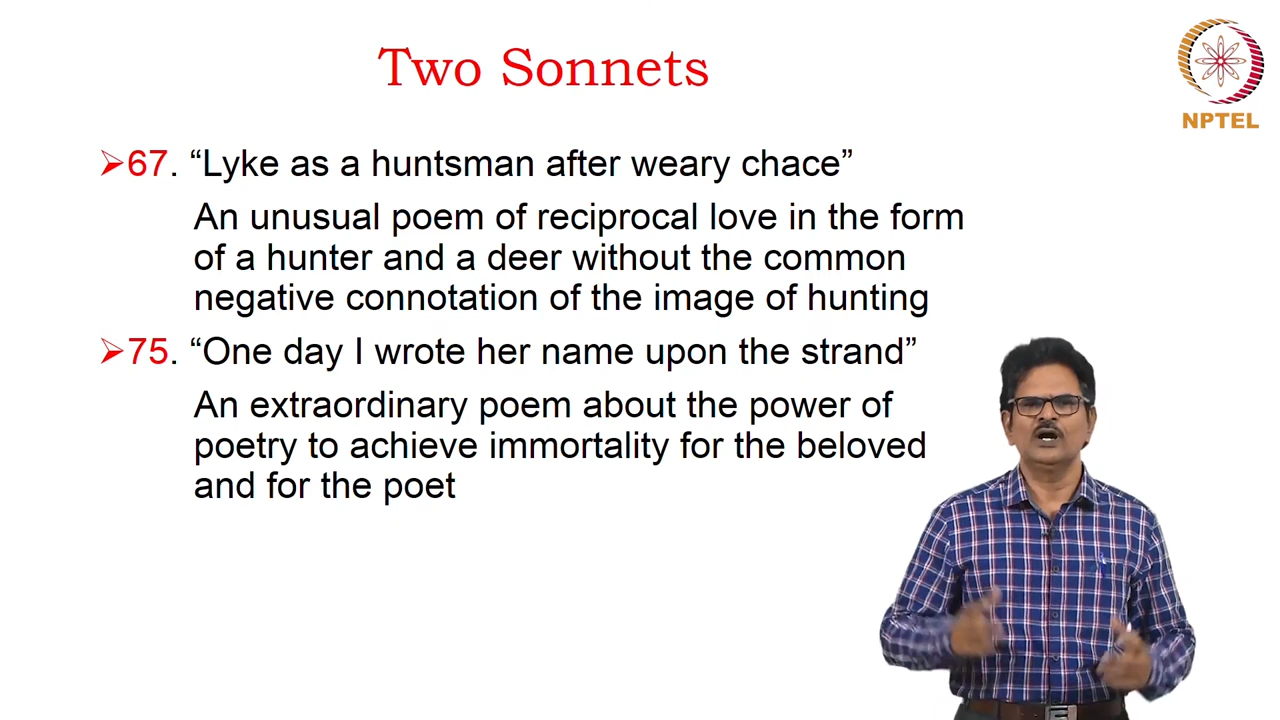 Two Sonnets
NPTEL
➢67. “Lyke as a huntsman after weary chace”
An unusual poem of reciprocal love in the form
of a hunter and a deer without the common
negative connotation of the image of hunting
➢75. “One day I wrote her name upon the strand”
An extraordinary poem about the power of
poetry to achieve immortality for the beloved
and for the poet